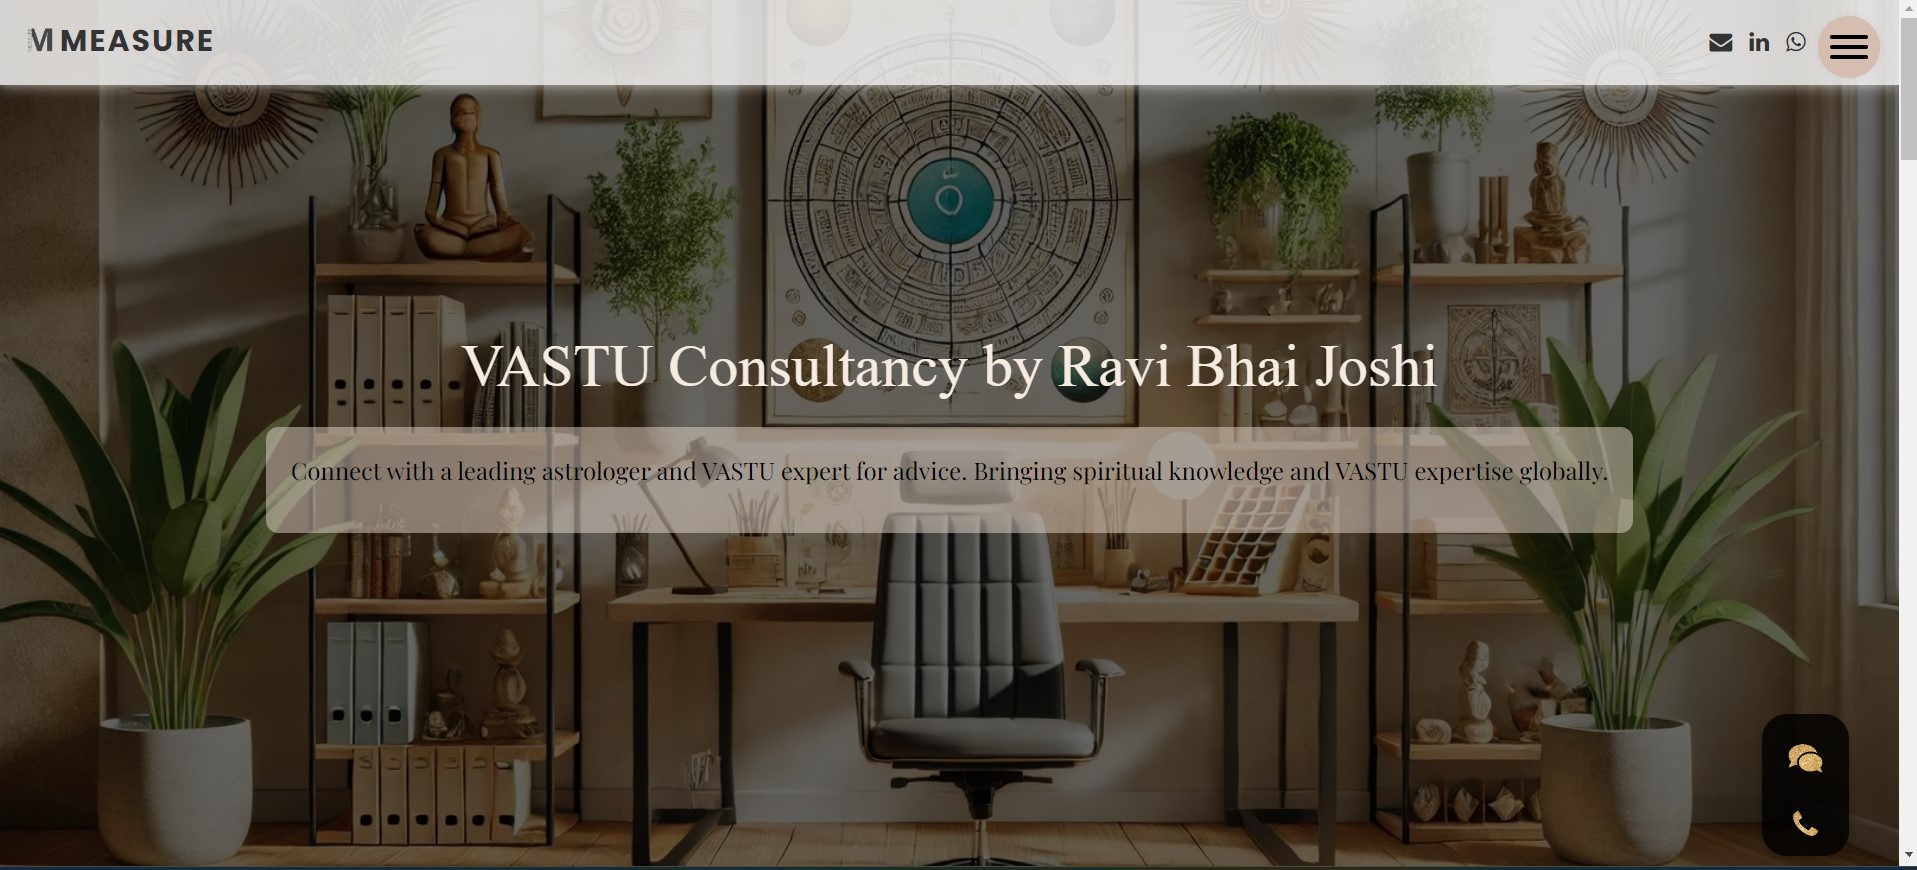 MEASURE
VASTU Consultancy by Ravi Bhai Joshi
Connect with a leading astrologer and VASTU expert for advice. Bringing spiritual knowledge and VASTU expertise globally.